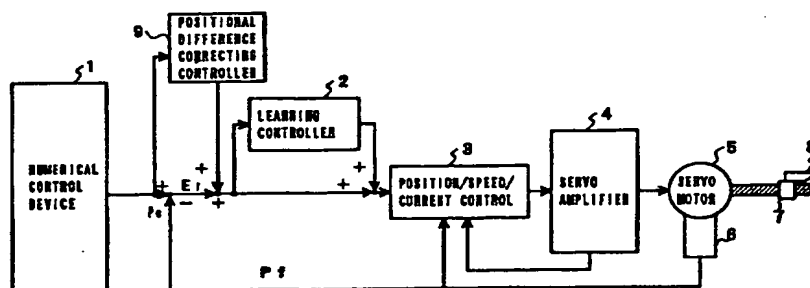 9
POSITIONAL
DIFFERENCE
CORRECTING
CONTROLLER
1
2
LEARNING
CONTROLLER
4
3
5
8
NUMERICAL
CONTROL
DEVICE
+
Er
+
+
+
+
POSITION/SPEED/
CURRENT CONTROL
SERVO
AMPLIFIER
SERVO
MOTOR
Pc
−
+
7
6
Pf